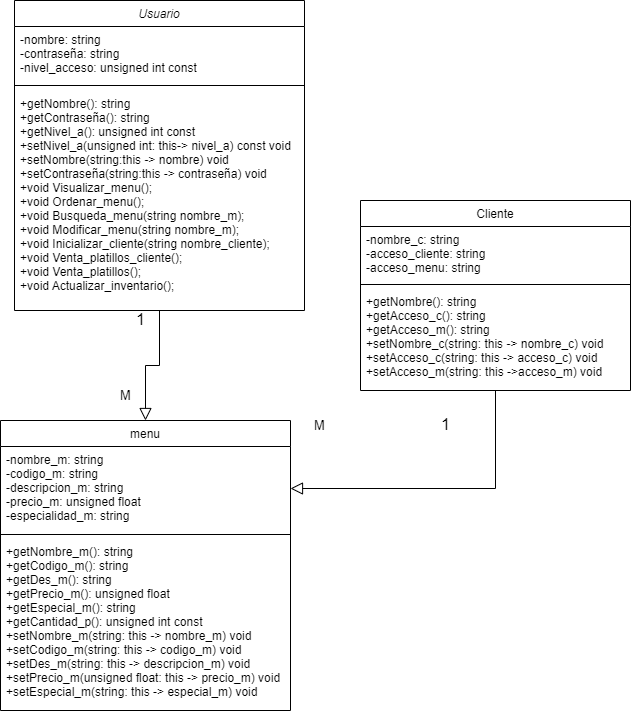 Usuario
-nombre: string
-contraseña: string
-nivel_acceso: unsigned int const
+getNombre(): string
+getContraseña(): string
+getNivel_a(): unsigned int const
+setNivel_a(unsigned int: this-> nivel_a) const void
+setNombre(string:this -> nombre) void
+setContraseña(string:this -> contraseña) void
+void Visualizar_menu();
+void Ordenar_menu();
+void Busqueda_menu(string nombre_m);
+void Modificar_menu(string nombre_m);
+void Inicializar_cliente(string nombre_cliente);
+void Venta_platillos_cliente();
+void Venta_platillos();
+void Actualizar_inventario();
1
M
Cliente
-nombre_c: string
-acceso_cliente: string
-acceso_menu: string
+getNombre(): string
+getAcceso_c(): string
+getAcceso_m(): string
+setNombre_c(string: this -> nombre_c) void
+setAcceso_c(string: this -> acceso_c) void
+setAcceso_m(string: this ->acceso_m) void
M
1
menu
-nombre_m: string
-codigo_m: string
-descripcion_m: string
-precio_m: unsigned float
-especialidad_m: string
+getNombre_m(): string
+getCodigo_m(): string
+getDes_m(): string
+getPrecio_m(): unsigned float
+getEspecial_m(): string
+getCantidad_p(): unsigned int const
+setNombre_m(string: this -> nombre_m) void
+setCodigo_m(string: this -> codigo_m) void
+setDes_m(string: this -> descripcion_m) void
+setPrecio_m(unsigned float: this -> precio_m) void
+setEspecial_m(string: this -> especial_m) void